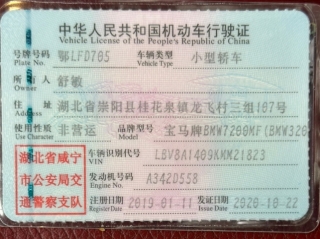 中华人民共和国机动车行驶证
Vehicle License of the People's Republic of China
号牌号码 鄂LFD705 车辆类型 小型轿车
Plate No. Vehicle Type
所有人 舒敏
Owner
住址 湖北省崇阳县桂花泉镇龙飞村三组107号
Address
使用性质 非营运 品牌型号 宝马牌BMW7200MF(BMW320
Use Character Model
湖北省咸宁
市公安局交
通警察支队
车辆识别代号 LBV8A1409KMM21823
VIN
发动机号码 A342D558
Engine No.
注册日期 2019-01-11 发证日期 2020-10-22
Register Date Issue Date